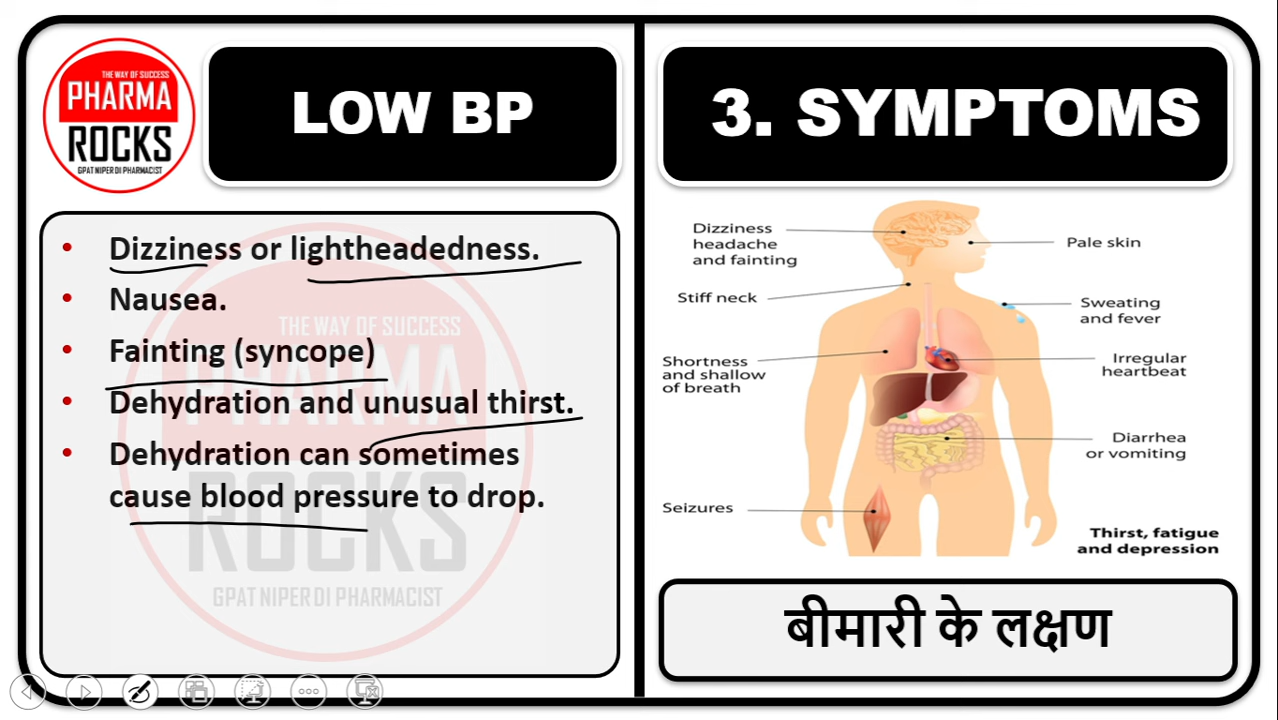 THE WAY OF SUCCESS
PHARMA
ROCKS
GPAT NIPER DI PHARMACIST
LOW BP
• Dizziness or lightheadedness.
• Nausea.
• Fainting (syncope)
• Dehydration and unusual thirst.
• Dehydration can sometimes
cause blood pressure to drop.
THE WAY OF SUCCESS
PHARMA
ROCKS
GPAT NIPER DI PHARMACIST
3. SYMPTOMS
Dizziness
headache
and fainting
Stiff neck
Shortness
and shallow
of breath
Seizures
Pale skin
Sweating
and fever
Irregular
heartbeat
Diarrhea
or vomiting
Thirst, fatigue
and depression
बीमारी के लक्षण